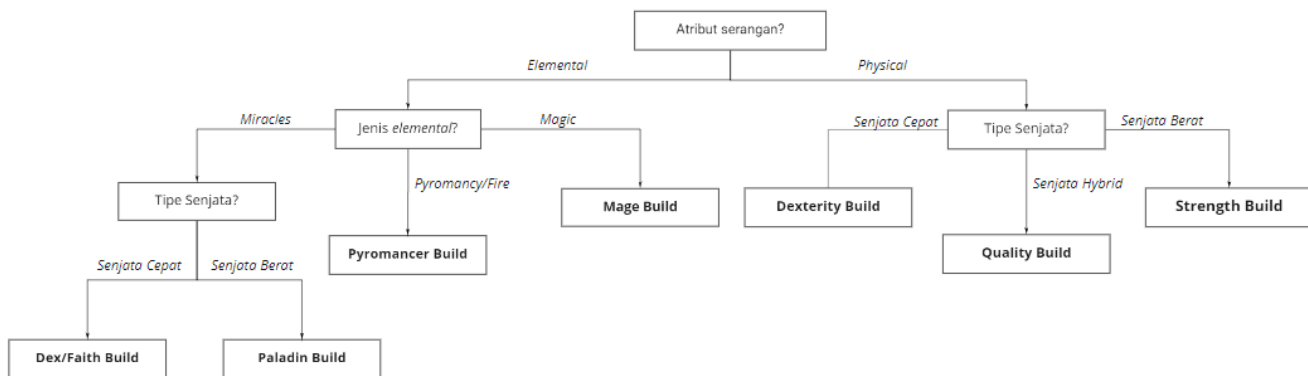 Atribut serangan?
Elemental
Physical
Miracles
Jenis elemental?
Magic
Senjata Cepat
Tipe Senjata?
Senjata Berat
Tipe Senjata?
Pyromancy/Fire
Mage Build
Dexterity Build
Senjata Hybrid
Strength Build
Pyromancer Build
Quality Build
Senjata Cepat
Senjata Berat
Dex/Faith Build
Paladin Build